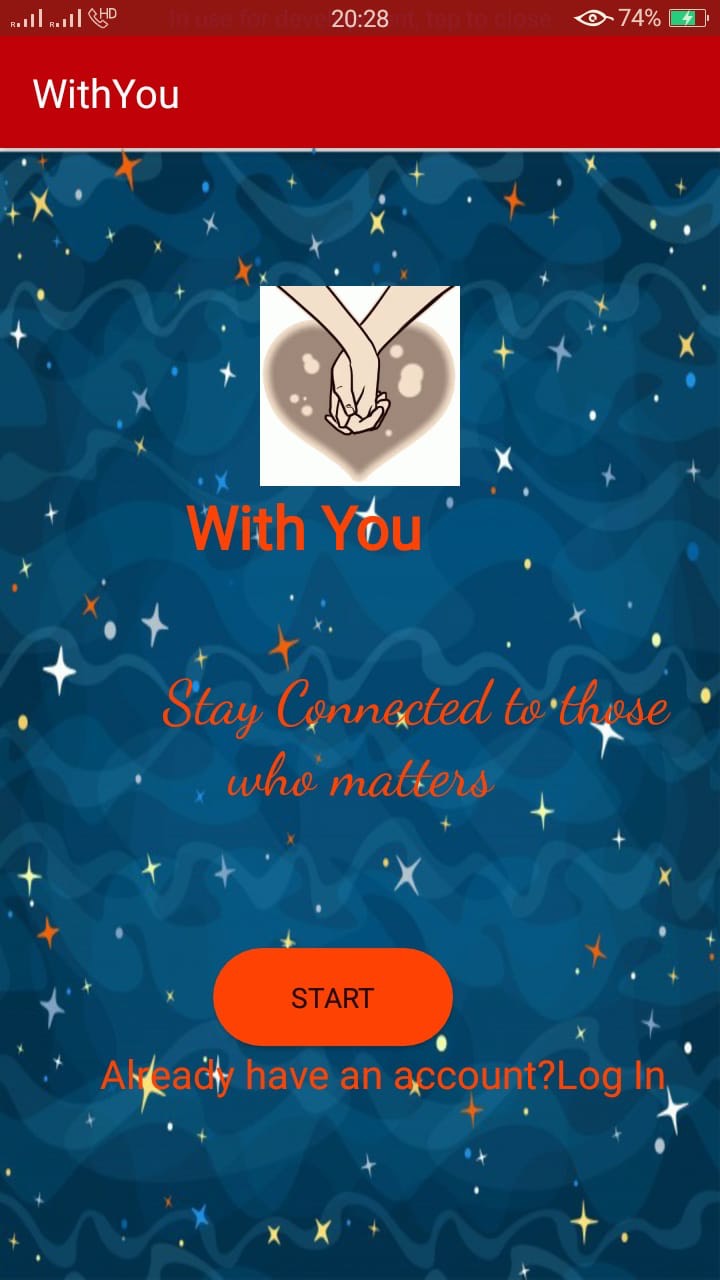 In use for development, tap to close
HD 20:28 74%
WithYou
With You
Stay Connected to those
who matters
START
Already have an account?Log In